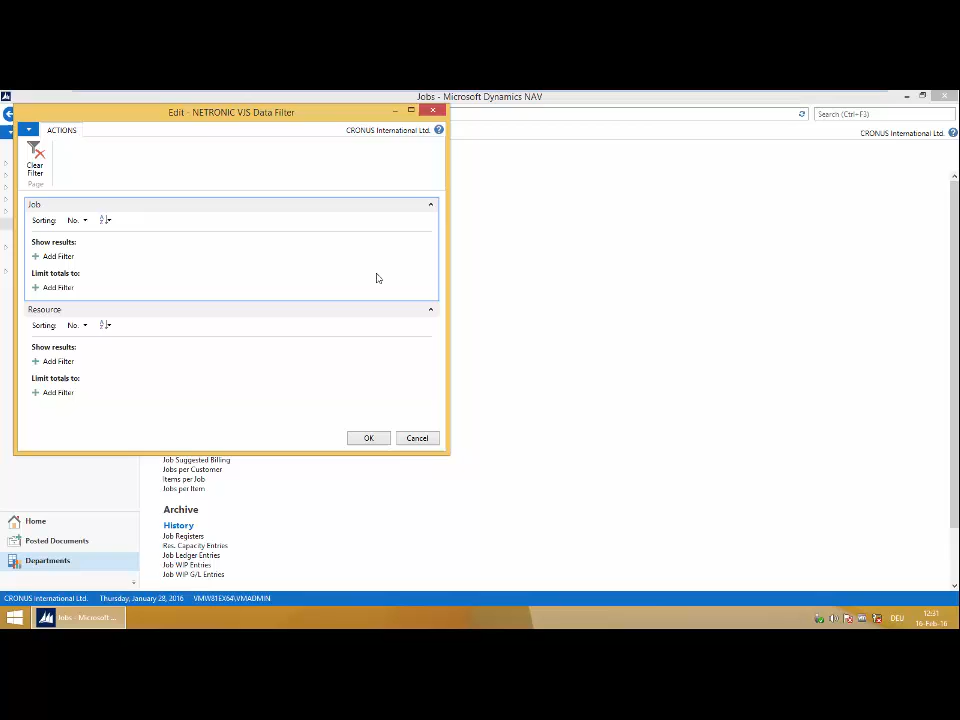 Jobs - Microsoft Dynamics NAV
Edit - NETRONIC VJS Data Filter
Search (Ctrl+F3)
ACTIONS
CRONUS International Ltd.
CRONUS International Ltd.
Clear
Filter
Page
Job
Sorting: No.
Show results:
Add Filter
Limit totals to:
Add Filter
Resource
Sorting: No.
Show results:
Add Filter
Limit totals to:
Add Filter
OK Cancel
Job Suggested Billing
Jobs per Customer
Items per Job
Jobs per Item
Archive
History
Job Registers
Res. Capacity Entries
Job Ledger Entries
Job WIP Entries
Job WIP G/L Entries
Home
Posted Documents
Departments
CRONUS International Ltd. Thursday, January 28, 2016 VMW81EX64\VMADMIN
Jobs - Microsoft ...
DEU
12:31
16-Feb-16